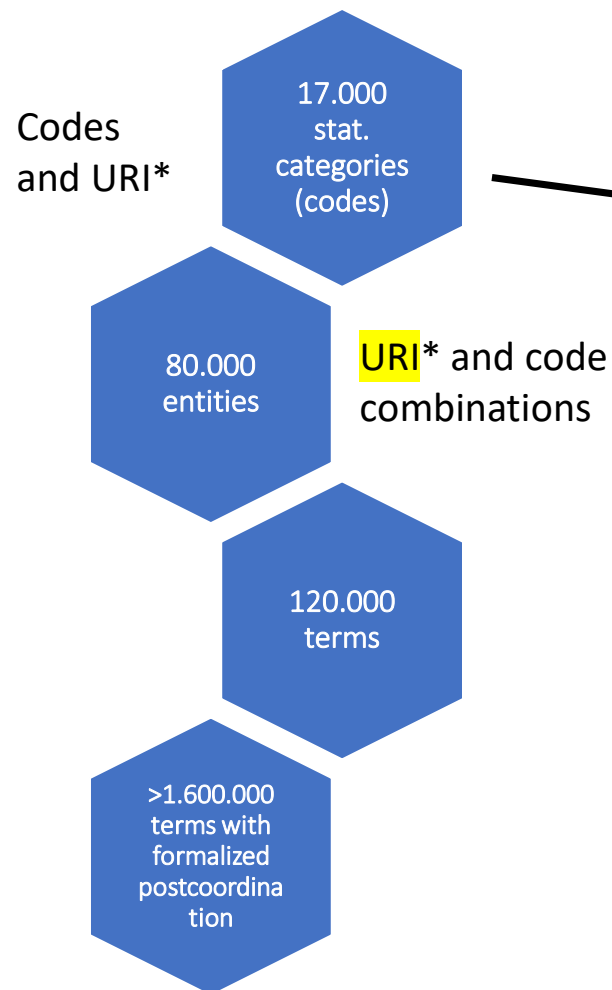 Codes
and URI*
17.000
stat.
categories
(codes)
80.000
entities
URI* and code
combinations
120.000
terms
>1.600.000
terms with
formalized
postcoordina
tion